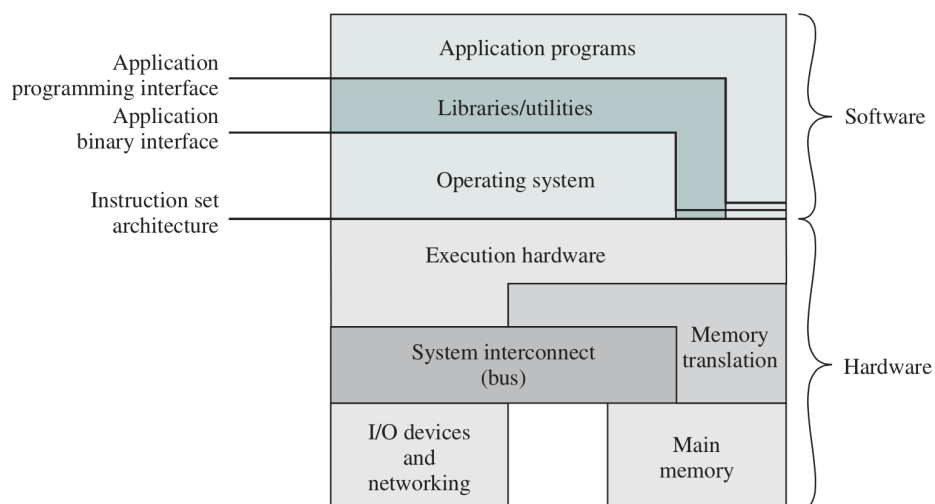 Application programs
Application
programming interface
Libraries/utilities
Application
binary interface
Software
Operating system
Instruction set
architecture
Execution hardware
Memory
translation
System interconnect
(bus)
Hardware
I/O devices
and
networking
Main
memory